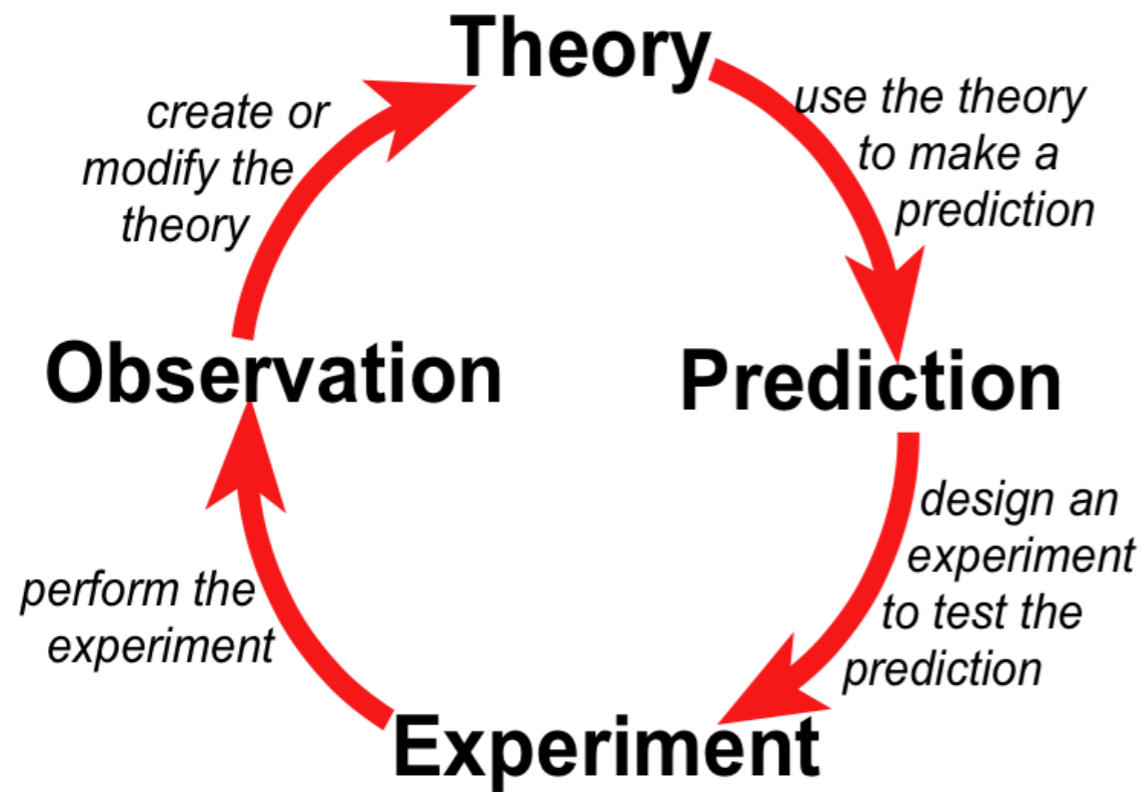 Theory
use the theory
to make a
prediction
Prediction
design an
experiment
to test the
prediction
Experiment
perform the
experiment
Observation
create or
modify the
theory